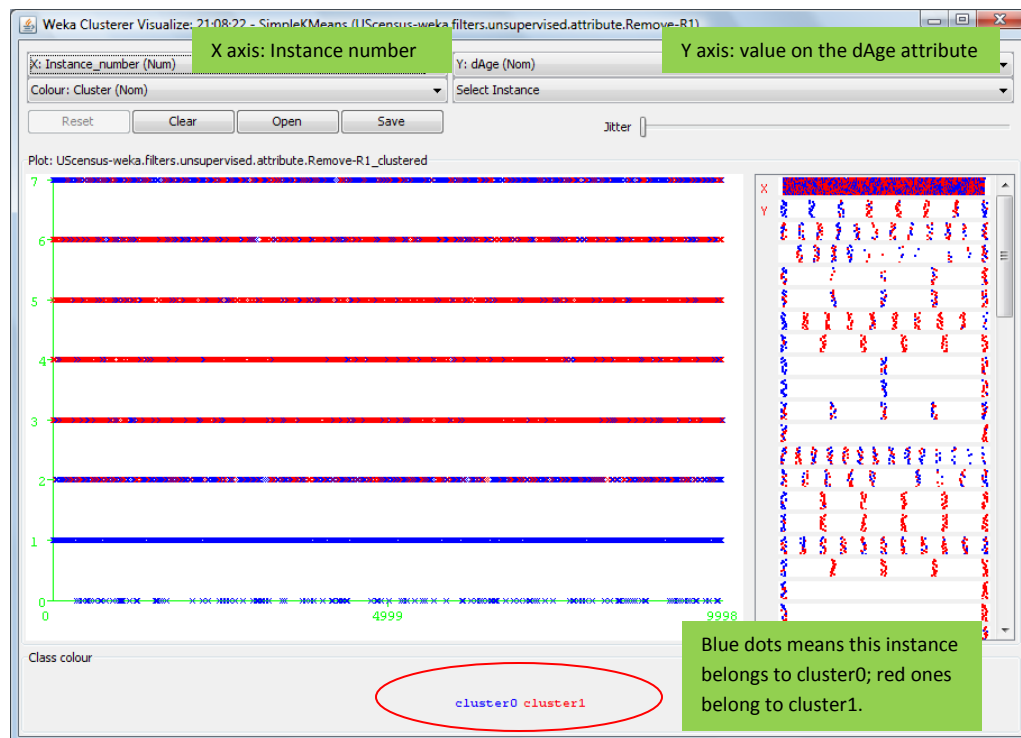 Weka Clusterer Visualize: 21:08:22 - SimpleKMeans (UScensus-weka.filters.unsupervised.attribute.Remove-R1)
X axis: Instance number
Y axis: value on the dAge attribute
X: Instance_number (Num)
Y: dAge (Nom)
Colour: Cluster (Nom)
Select Instance
Reset
Clear
Open
Save
Jitter
Plot: UScensus-weka.filters.unsupervised.attribute.Remove-R1_clustered
7
6
5
4
3
2
1
0
0
4999
9998
X
Y
Blue dots means this instance
belongs to cluster0; red ones
belong to cluster1.
Class colour
cluster0 cluster1